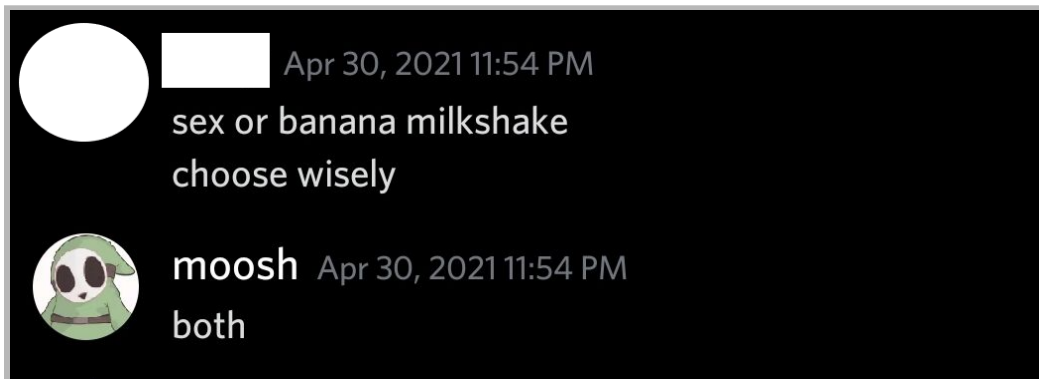 Apr 30, 2021 11:54 PM
sex or banana milkshake
choose wisely
moosh Apr 30, 2021 11:54 PM
both